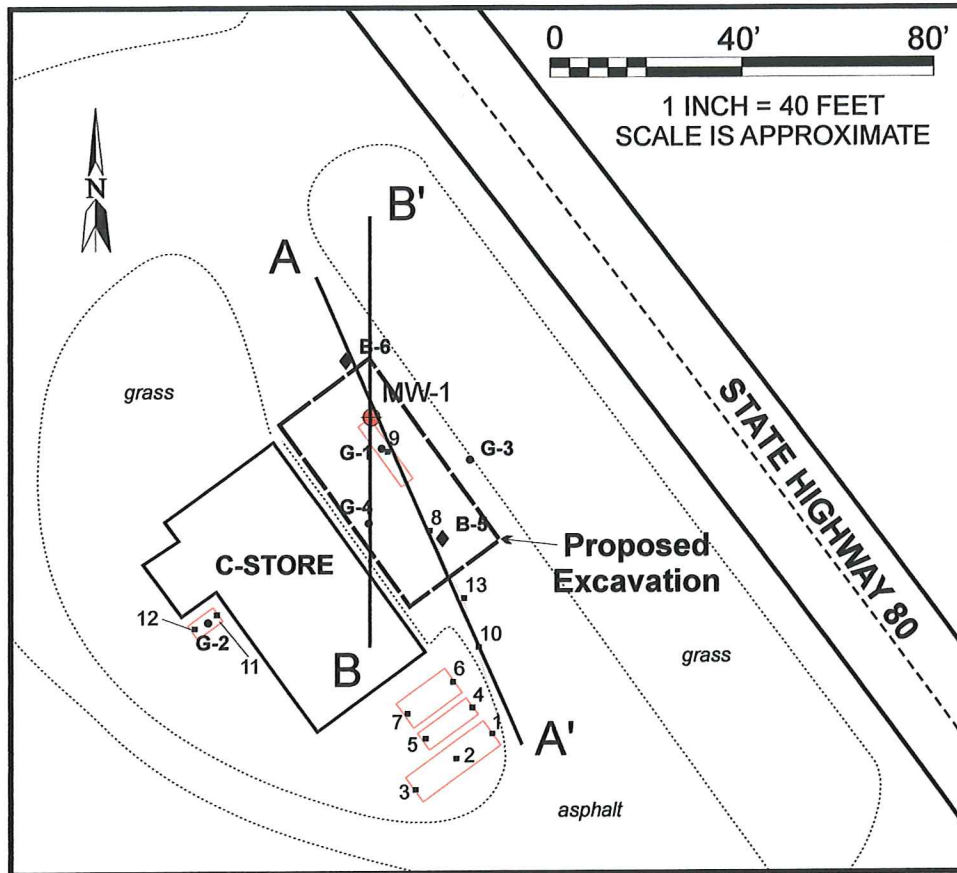 0 40' 80'
1 INCH = 40 FEET
SCALE IS APPROXIMATE
N
B'
A
B-6
grass
MW-1
9
G-1
G-3
G-4
8
B-5
STATE HIGHWAY 80
C-STORE
Proposed
Excavation
13
12
G-2
11
10
B
6
grass
4
7
1
5
A'
2
3
asphalt